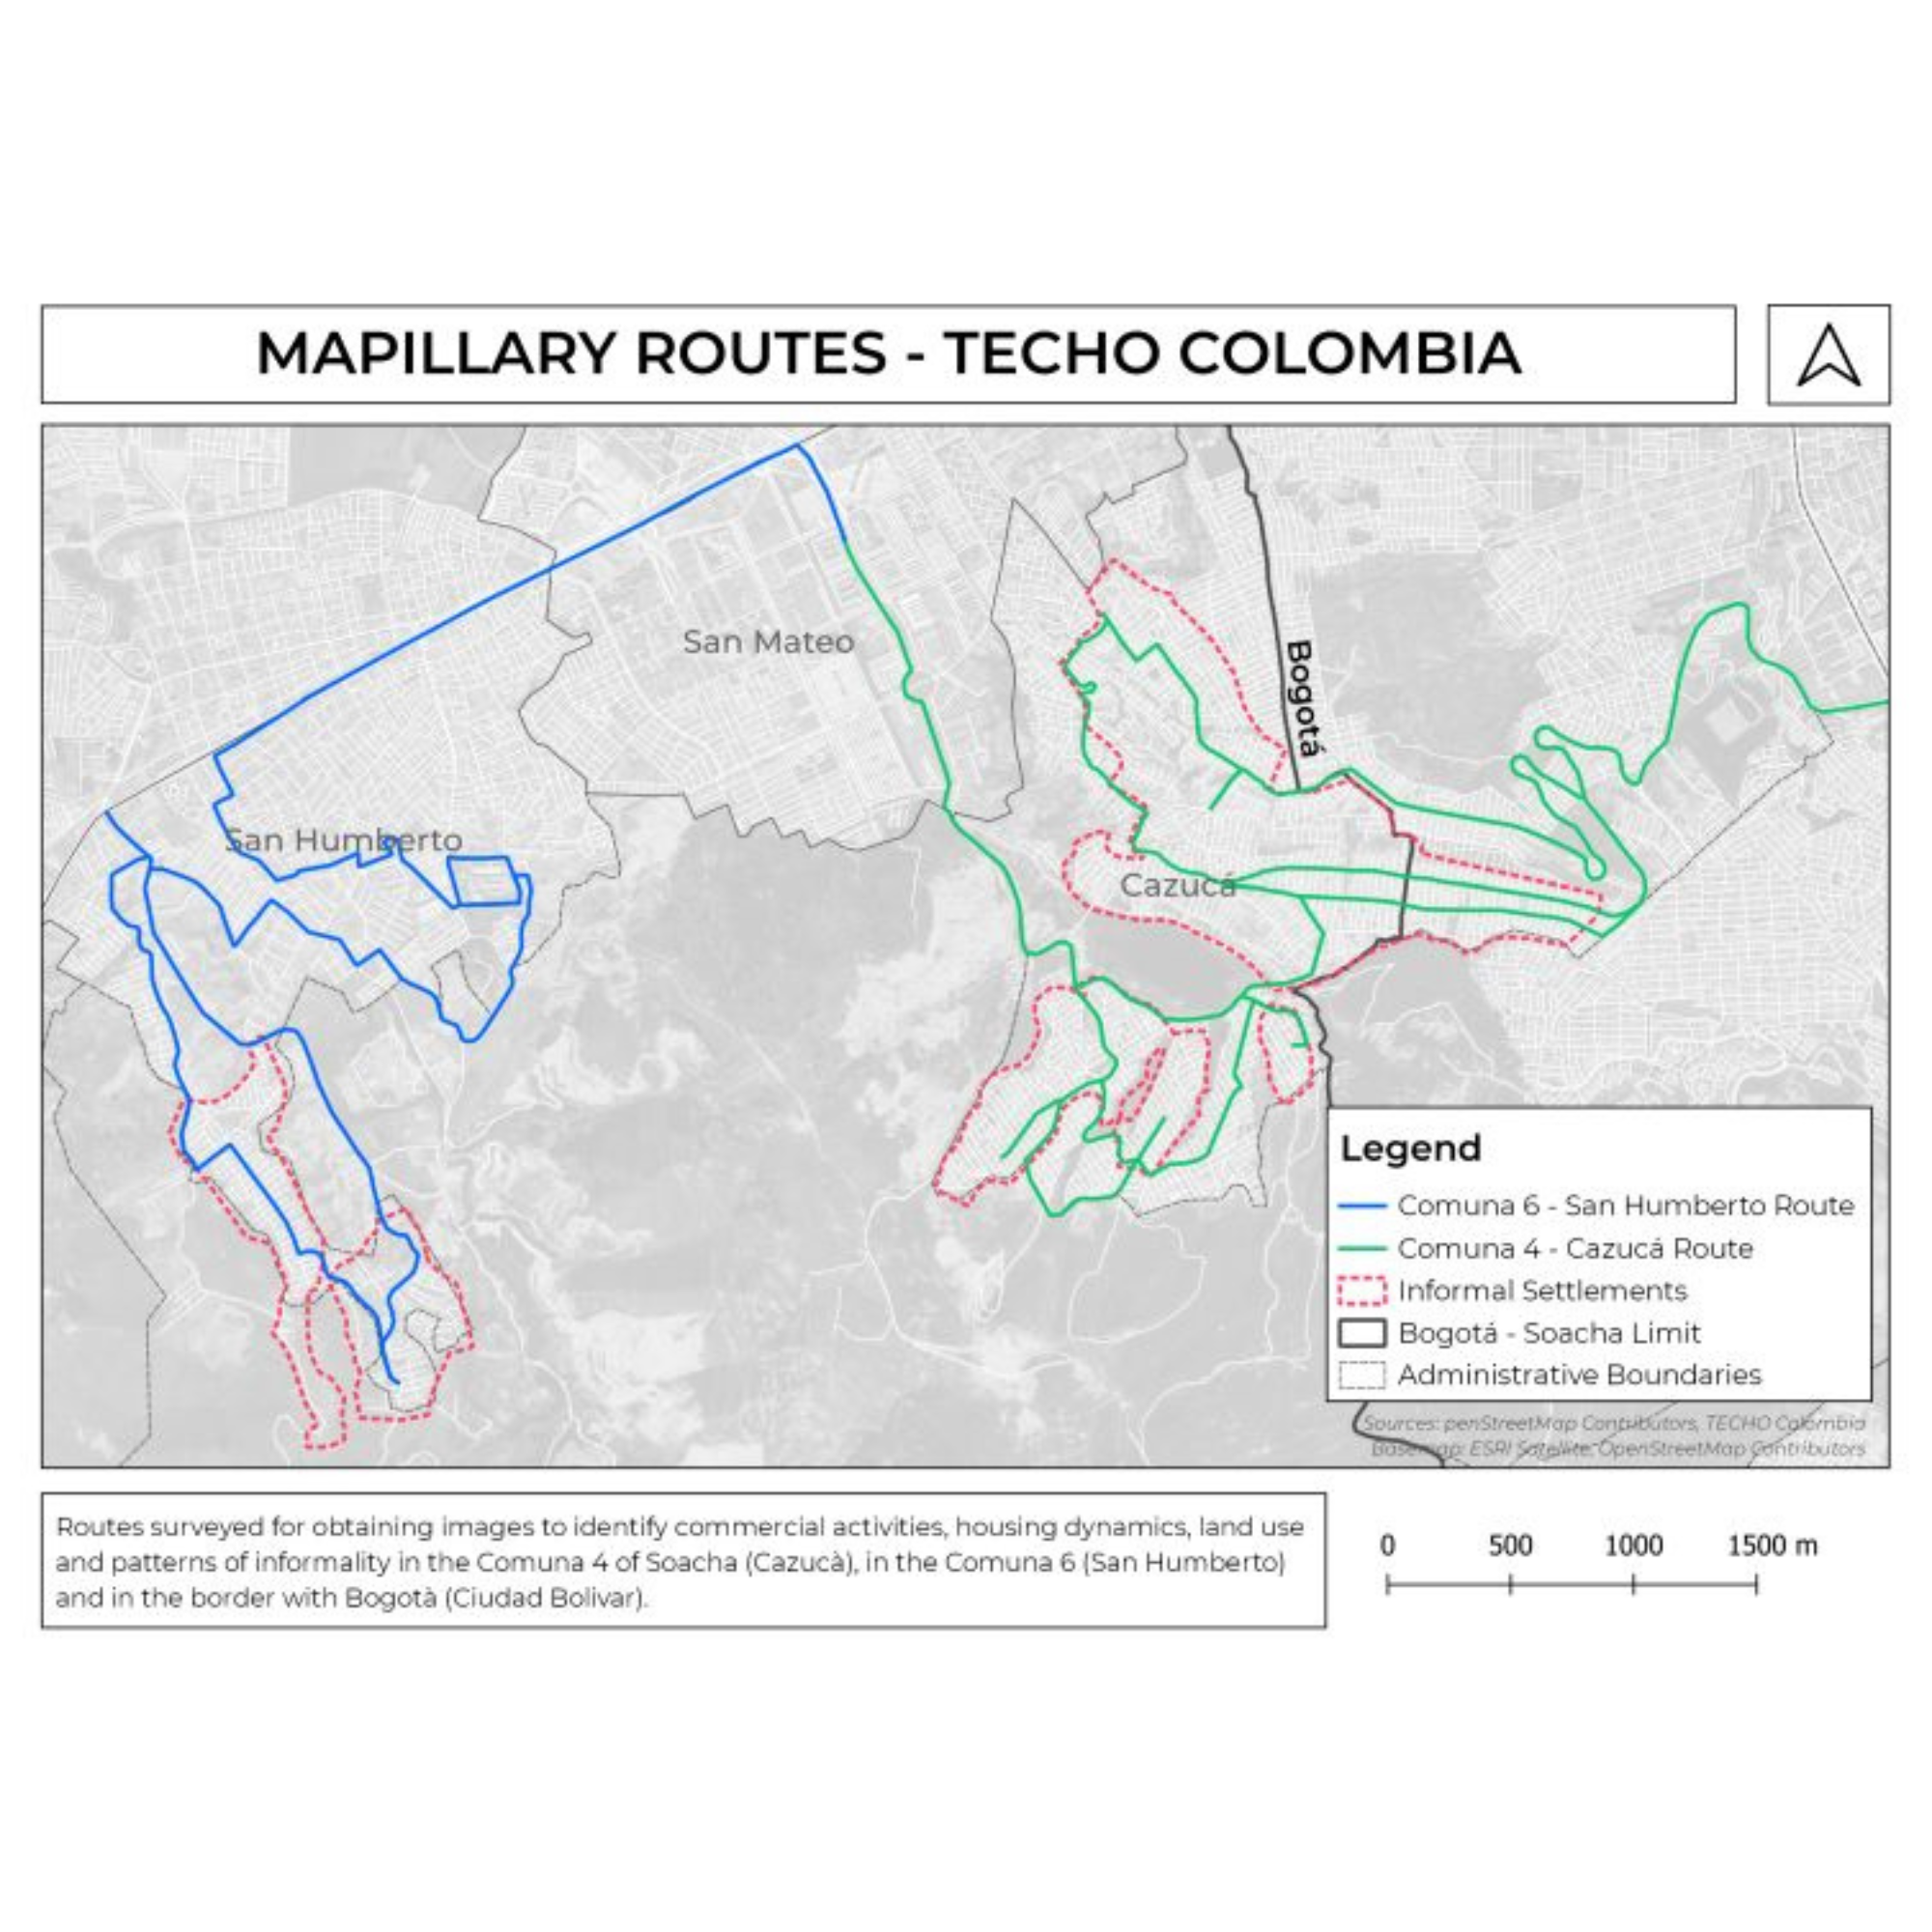 MAPILLARY ROUTES - TECHO COLOMBIA
San Mateo
Bogotá
San Humberto
Cazucá
Legend
Comuna 6 - San Humberto Route
Comuna 4 - Cazucá Route
Informal Settlements
Bogotá - Soacha Limit
Administrative Boundaries
Sources: penStreetMap Contributors, TECHO Colombia
Basemap: ESRI Satellite, OpenStreetMap Contributors
Routes surveyed for obtaining images to identify commercial activities, housing dynamics, land use
and patterns of informality in the Comuna 4 of Soacha (Cazucà), in the Comuna 6 (San Humberto)
and in the border with Bogotà (Ciudad Bolivar).
0 500 1000 1500 m